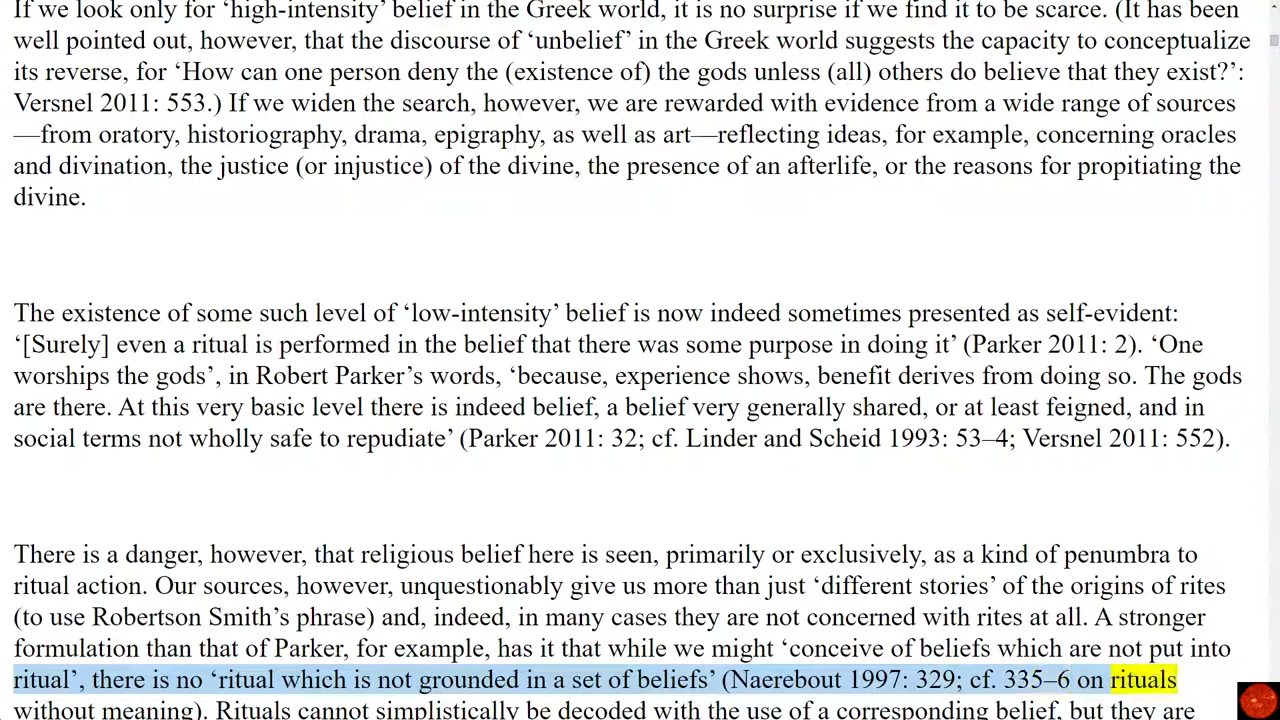 If we look only for ‘high-intensity’ belief in the Greek world, it is no surprise if we find it to be scarce. (It has been
well pointed out, however, that the discourse of ‘unbelief’ in the Greek world suggests the capacity to conceptualize
its reverse, for ‘How can one person deny the (existence of) the gods unless (all) others do believe that they exist?’:
Versnel 2011: 553.) If we widen the search, however, we are rewarded with evidence from a wide range of sources
—from oratory, historiography, drama, epigraphy, as well as art—reflecting ideas, for example, concerning oracles
and divination, the justice (or injustice) of the divine, the presence of an afterlife, or the reasons for propitiating the
divine.
The existence of some such level of ‘low-intensity’ belief is now indeed sometimes presented as self-evident:
‘[Surely] even a ritual is performed in the belief that there was some purpose in doing it’ (Parker 2011: 2). ‘One
worships the gods’, in Robert Parker’s words, ‘because, experience shows, benefit derives from doing so. The gods
are there. At this very basic level there is indeed belief, a belief very generally shared, or at least feigned, and in
social terms not wholly safe to repudiate’ (Parker 2011: 32; cf. Linder and Scheid 1993: 53–4; Versnel 2011: 552).
There is a danger, however, that religious belief here is seen, primarily or exclusively, as a kind of penumbra to
ritual action. Our sources, however, unquestionably give us more than just ‘different stories’ of the origins of rites
(to use Robertson Smith’s phrase) and, indeed, in many cases they are not concerned with rites at all. A stronger
formulation than that of Parker, for example, has it that while we might ‘conceive of beliefs which are not put into
ritual’, there is no ‘ritual which is not grounded in a set of beliefs’ (Naerebout 1997: 329; cf. 335–6 on rituals
without meaning). Rituals cannot simplistically be decoded with the use of a corresponding belief, but they are